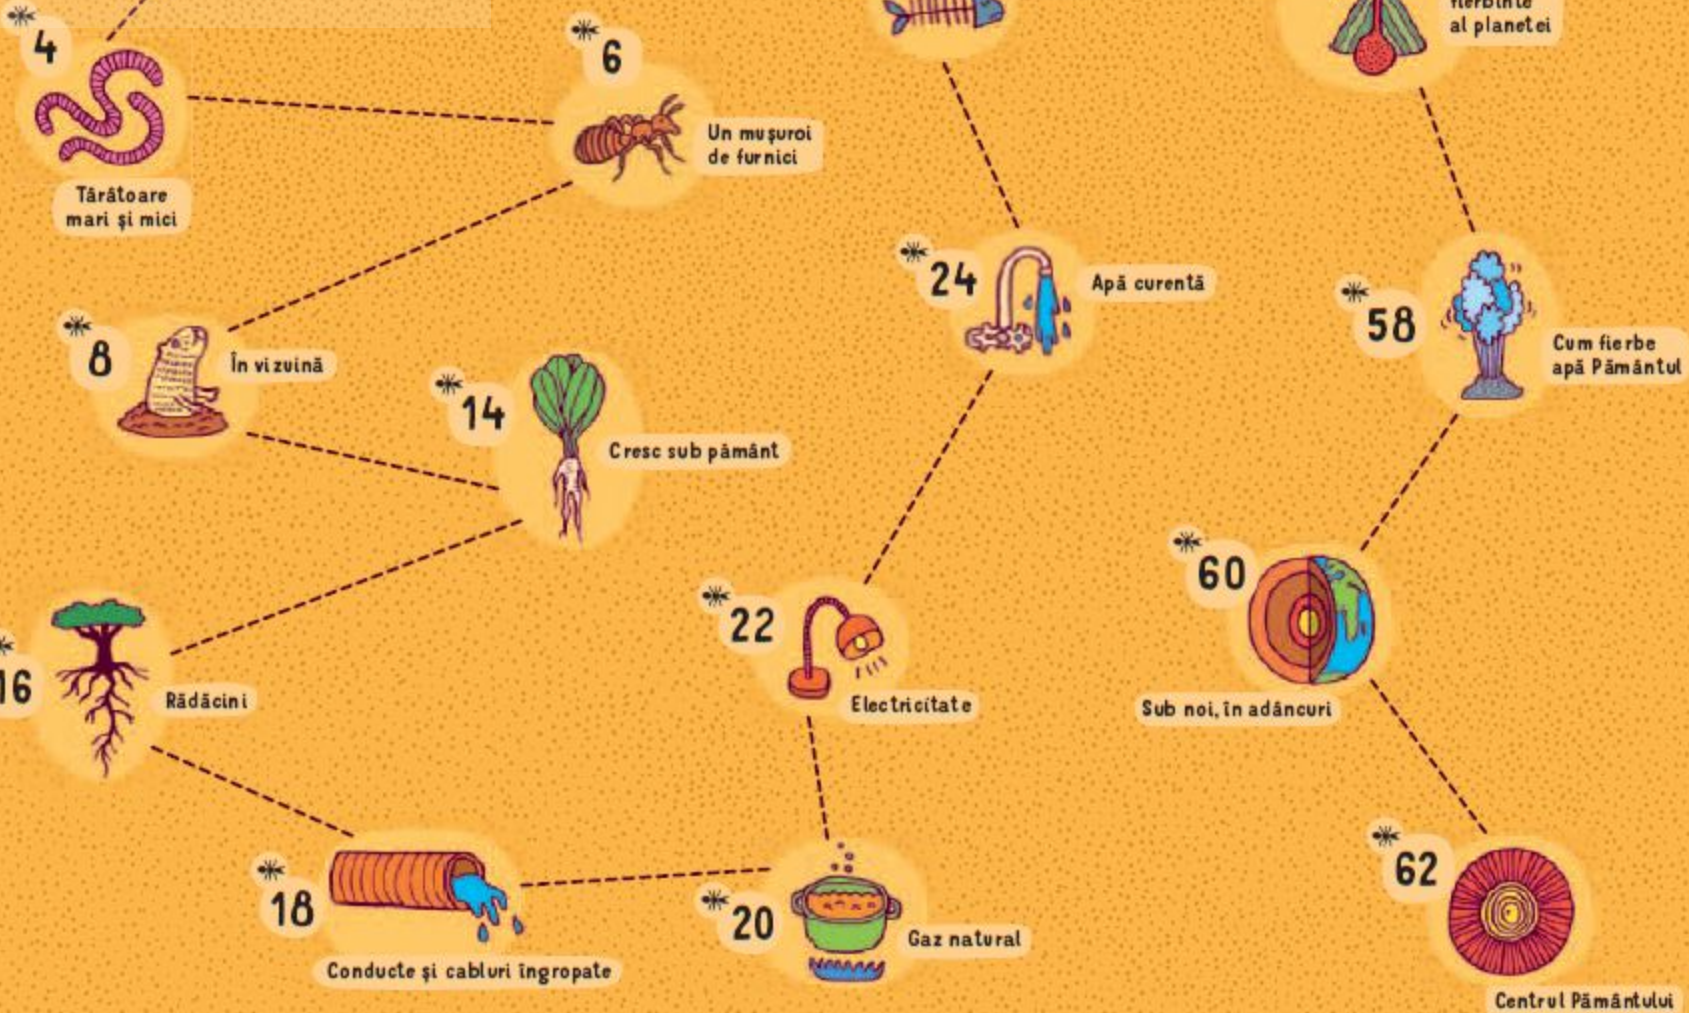 fierbinte
al planetei
4
Târâtoare
mari și mici
6
Un mușuroi
de furnici
8
În vizuină
14
Cresc sub pământ
16
Rădăcini
18
Conducte și cabluri îngropate
20
Gaz natural
22
Electricitate
24
Apă curentă
58
Cum fierbe
apă Pământul
60
Sub noi, în adâncuri
62
Centrul Pământului